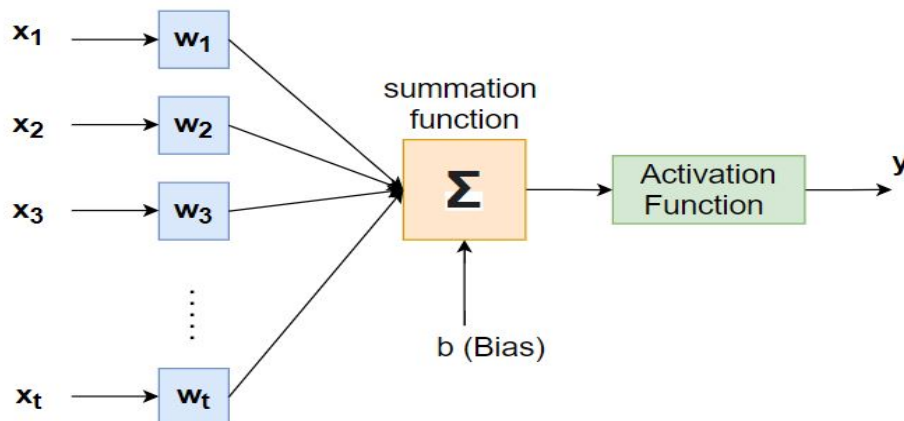 x₁
w₁
summation
function
x₂
w₂
Σ
Activation
Function
y
x₃
w₃
......
b (Bias)
xₜ
wₜ